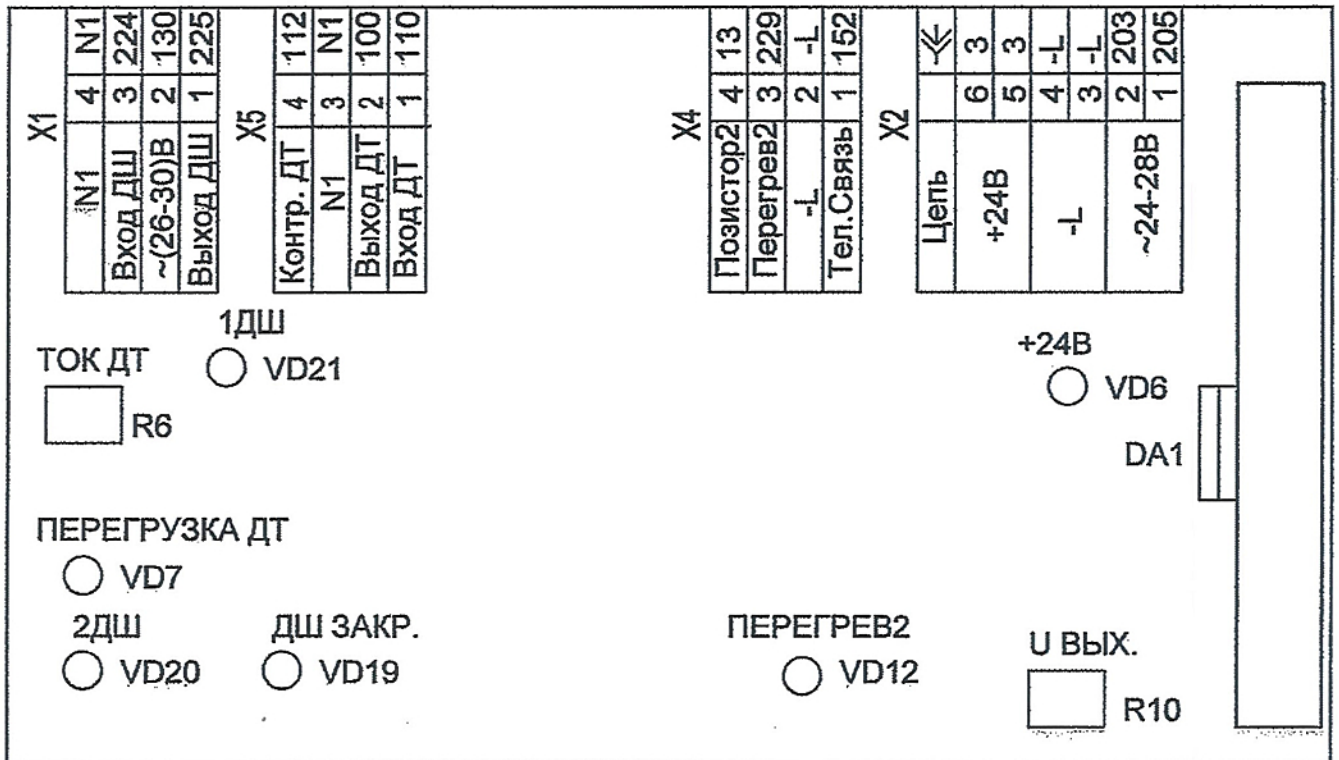 X1
N1 4 N1
Вход ДШ 3 224
~(26-30)В 2 130
Выход ДШ 1 225
X5
Контр. ДТ 4 112
N1 3 N1
Выход ДТ 2 100
Вход ДТ 1 110
X4
Позистор2 4 13
Перегрев2 3 229
-L 2 -L
Тел.Связь 1 152
X2
Цепь
+24В 6 3
5 3
-L 4 -L
3 -L
~24-28В 2 203
1 205
1ДШ
VD21
ТОК ДТ
R6
+24В
VD6
DA1
ПЕРЕГРУЗКА ДТ
VD7
2ДШ
VD20
ДШ ЗАКР.
VD19
ПЕРЕГРЕВ2
VD12
U ВЫХ.
R10